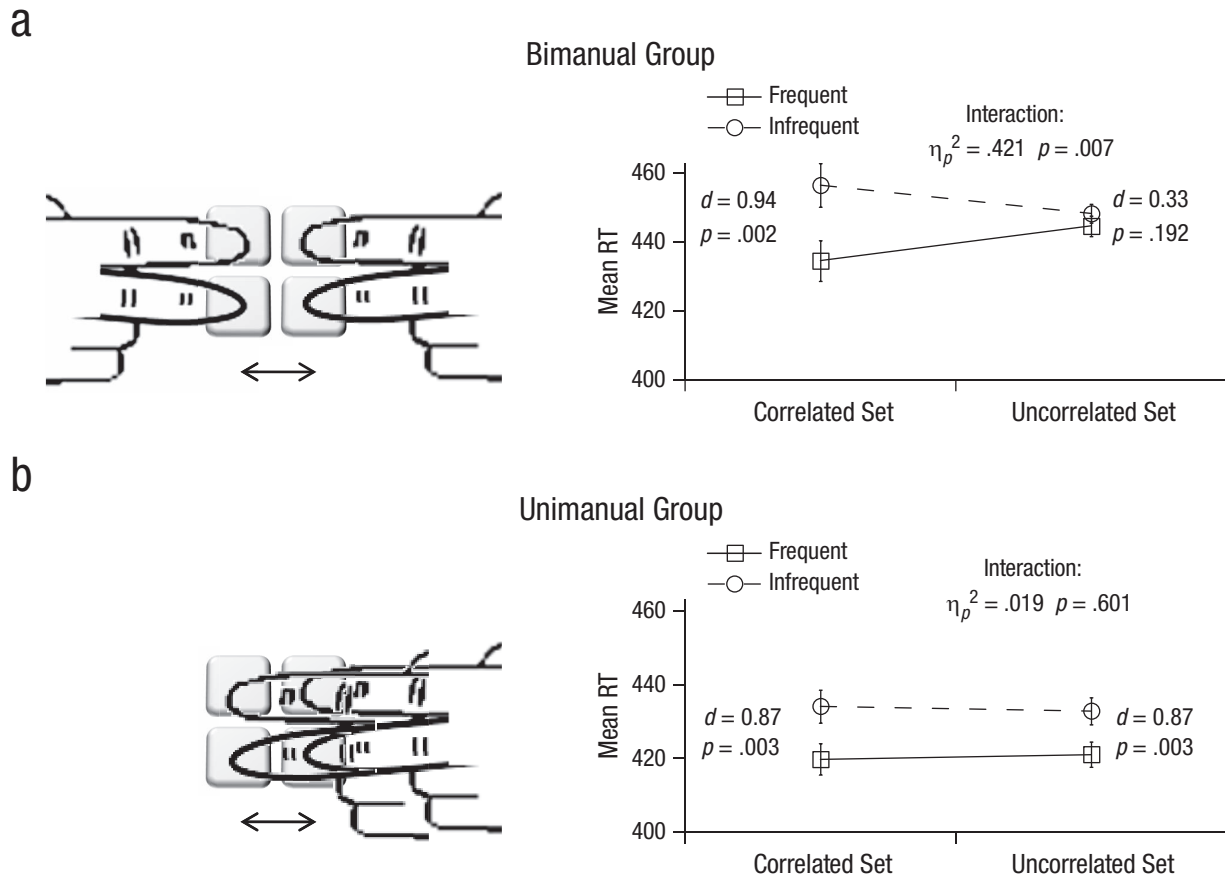 a
Bimanual Group
Frequent
Infrequent
Interaction:
ηp² = .421 p = .007
460
440
420
400
Mean RT
d = 0.94
p = .002
d = 0.33
p = .192
Correlated Set
Uncorrelated Set
b
Unimanual Group
Frequent
Infrequent
Interaction:
ηp² = .019 p = .601
460
440
420
400
Mean RT
d = 0.87
p = .003
d = 0.87
p = .003
Correlated Set
Uncorrelated Set